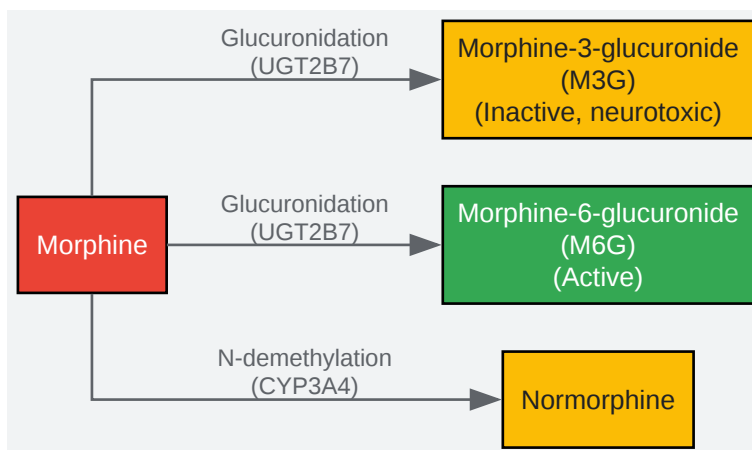 Glucuronidation
(UGT2B7)
Morphine-3-glucuronide
(M3G)
(Inactive, neurotoxic)
Morphine
Glucuronidation
(UGT2B7)
Morphine-6-glucuronide
(M6G)
(Active)
N-demethylation
(CYP3A4)
Normorphine